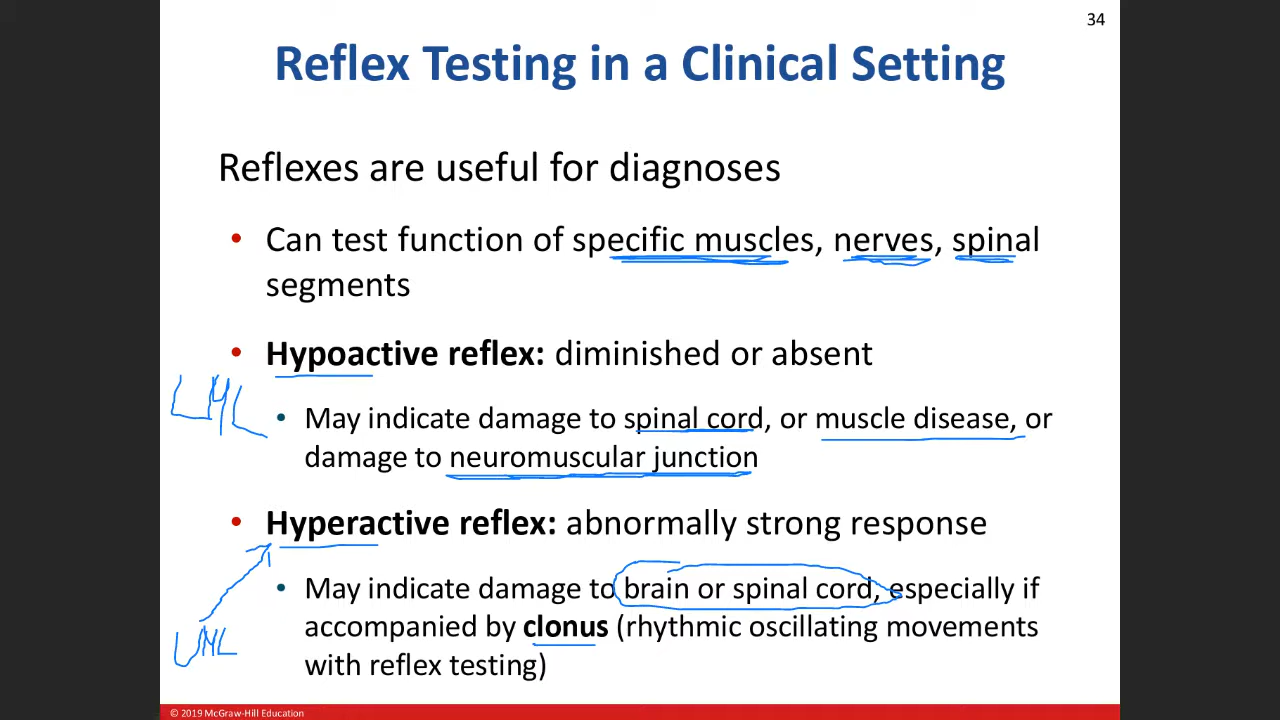 34
Reflex Testing in a Clinical Setting
Reflexes are useful for diagnoses
• Can test function of specific muscles, nerves, spinal
segments
• Hypoactive reflex: diminished or absent
LML
• May indicate damage to spinal cord, or muscle disease, or
damage to neuromuscular junction
• Hyperactive reflex: abnormally strong response
• May indicate damage to brain or spinal cord, especially if
accompanied by clonus (rhythmic oscillating movements
UML
with reflex testing)
© 2019 McGraw-Hill Education